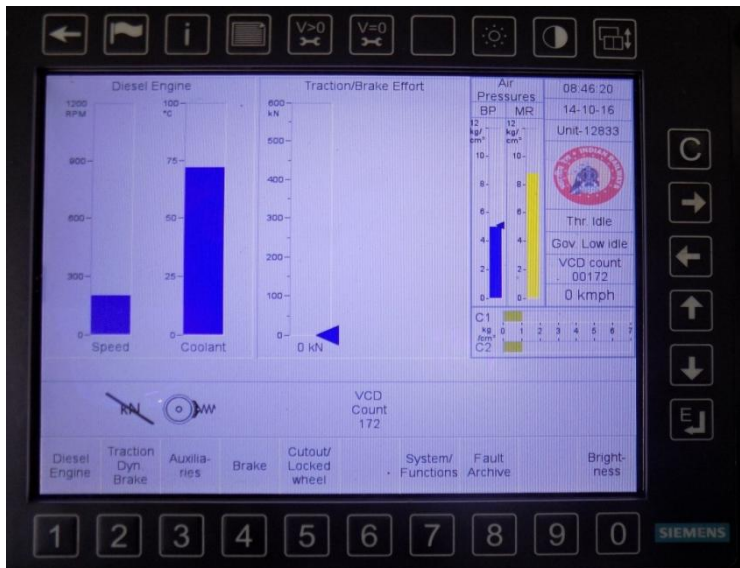 i
V>0
V=0
Diesel Engine
Traction/Brake Effort
Air
Pressures
08:46:20
1200
RPM
100
°C
600
kN
BP
MR
14-10-16
12
kg/
cm²
12
kg/
cm²
Unit-12833
900
75
500
10
10
400
8
8
600
50
300
6
6
Thr. Idle
200
4
4
Gov. Low idle
300
25
2
2
VCD count
00172
100
0
0
0 kmph
0
0
0
C1
kg
/cm²
0 1 2 3 4 5 6 7
Speed
Coolant
0 kN
C2
kN
VCD
Count
172
Diesel
Engine
Traction
Dyn.
Brake
Auxilia-
ries
Brake
Cutout/
Locked
wheel
System/
Functions
Fault
Archive
Bright-
ness
C
E
1 2 3 4 5 6 7 8 9 0
SIEMENS